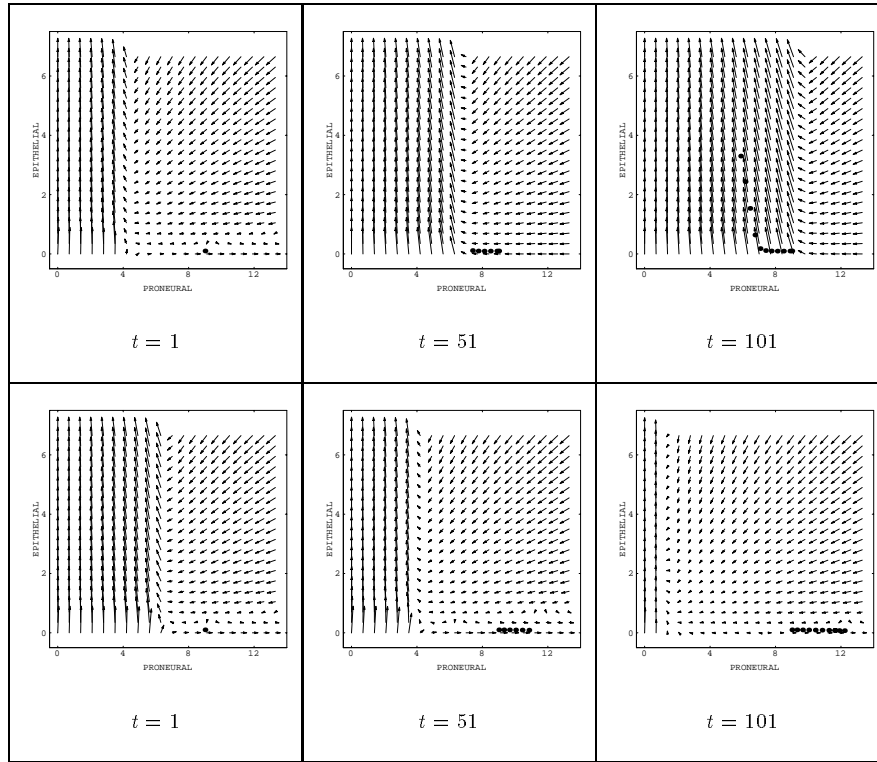 6
4
2
0
EPITHELIAL
0 4 8 12
PRONEURAL
t = 1
6
4
2
0
EPITHELIAL
0 4 8 12
PRONEURAL
t = 51
6
4
2
0
EPITHELIAL
0 4 8 12
PRONEURAL
t = 101
6
4
2
0
EPITHELIAL
0 4 8 12
PRONEURAL
t = 1
6
4
2
0
EPITHELIAL
0 4 8 12
PRONEURAL
t = 51
6
4
2
0
EPITHELIAL
0 4 8 12
PRONEURAL
t = 101